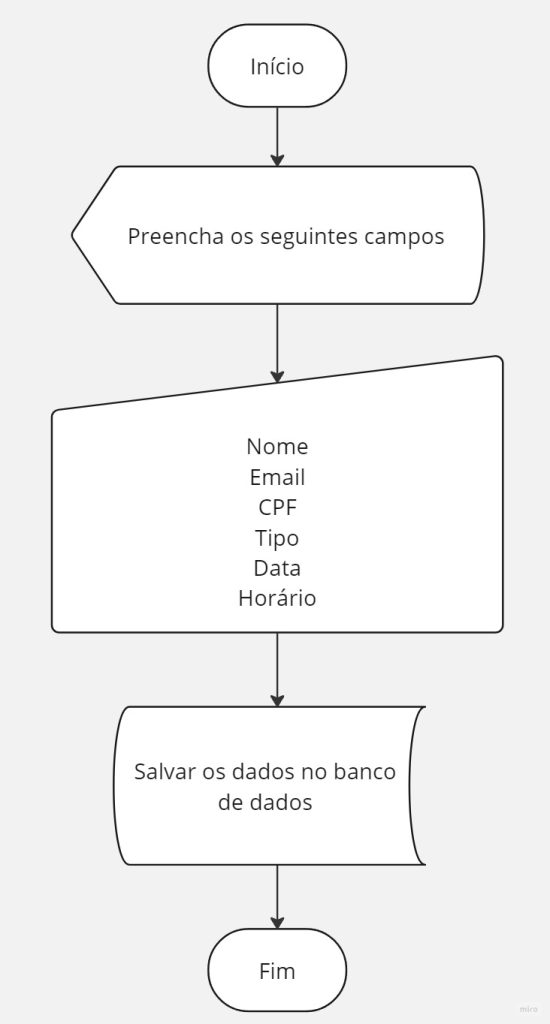 Início
Preencha os seguintes campos
Nome
Email
CPF
Tipo
Data
Horário
Salvar os dados no banco
de dados
Fim
miro